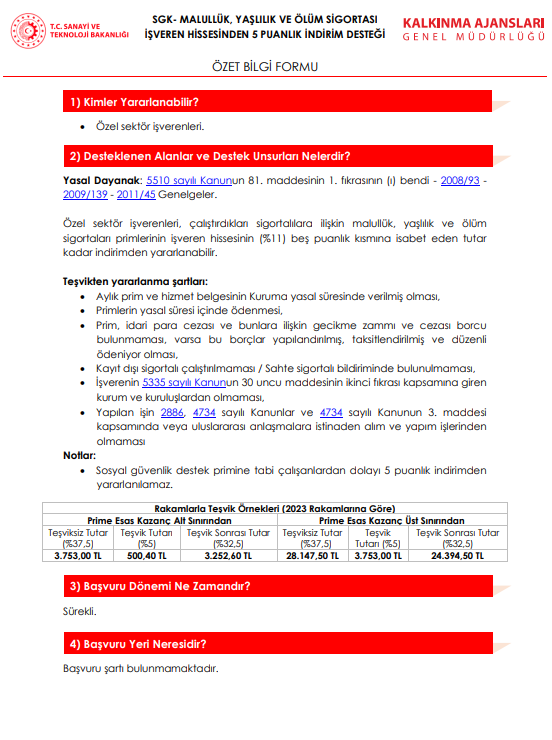 T.C. SANAYİ VE
TEKNOLOJİ BAKANLIĞI
SGK- MALULLÜK, YAŞLILIK VE ÖLÜM SİGORTASI
İŞVEREN HİSSESİNDEN 5 PUANLIK İNDİRİM DESTEĞİ
KALKINMA AJANSLARI
GENEL MÜDÜRLÜĞÜ
ÖZET BİLGİ FORMU
1) Kimler Yararlanabilir?
• Özel sektör işverenleri.
2) Desteklenen Alanlar ve Destek Unsurları Nelerdir?
Yasal Dayanak: 5510 sayılı Kanunun 81. maddesinin 1. fıkrasının (ı) bendi - 2008/93 -
2009/139 - 2011/45 Genelgeler.
Özel sektör işverenleri, çalıştırdıkları sigortalılara ilişkin malullük, yaşlılık ve ölüm
sigortaları primlerinin işveren hissesinin (%11) beş puanlık kısmına isabet eden tutar
kadar indirimden yararlanabilir.
Teşvikten yararlanma şartları:
• Aylık prim ve hizmet belgesinin Kuruma yasal süresinde verilmiş olması,
• Primlerin yasal süresi içinde ödenmesi,
• Prim, idari para cezası ve bunlara ilişkin gecikme zammı ve cezası borcu
bulunmaması, varsa bu borçlar yapılandırılmış, taksitlendirilmiş ve düzenli
ödeniyor olması,
• Kayıt dışı sigortalı çalıştırılmaması / Sahte sigortalı bildiriminde bulunulmaması,
• İşverenin 5335 sayılı Kanunun 30 uncu maddesinin ikinci fıkrası kapsamına giren
kurum ve kuruluşlardan olmaması,
• Yapılan işin 2886, 4734 sayılı Kanunlar ve 4734 sayılı Kanunun 3. maddesi
kapsamında veya uluslararası anlaşmalara istinaden alım ve yapım işlerinden
olmaması
Notlar:
• Sosyal güvenlik destek primine tabi çalışanlardan dolayı 5 puanlık indirimden
yararlanılamaz.
Rakamlarla Teşvik Örnekleri (2023 Rakamlarına Göre)
Prime Esas Kazanç Alt Sınırından Prime Esas Kazanç Üst Sınırından
Teşviksiz Tutar Teşvik Tutarı Teşvik Sonrası Tutar Teşviksiz Tutar Teşvik Teşvik Sonrası Tutar
(%37,5) (%5) (%32,5) (%37,5) Tutarı (%5) (%32,5)
3.753,00 TL 500,40 TL 3.252,60 TL 28.147,50 TL 3.753,00 TL 24.394,50 TL
3) Başvuru Dönemi Ne Zamandır?
Sürekli.
4) Başvuru Yeri Neresidir?
Başvuru şartı bulunmamaktadır.